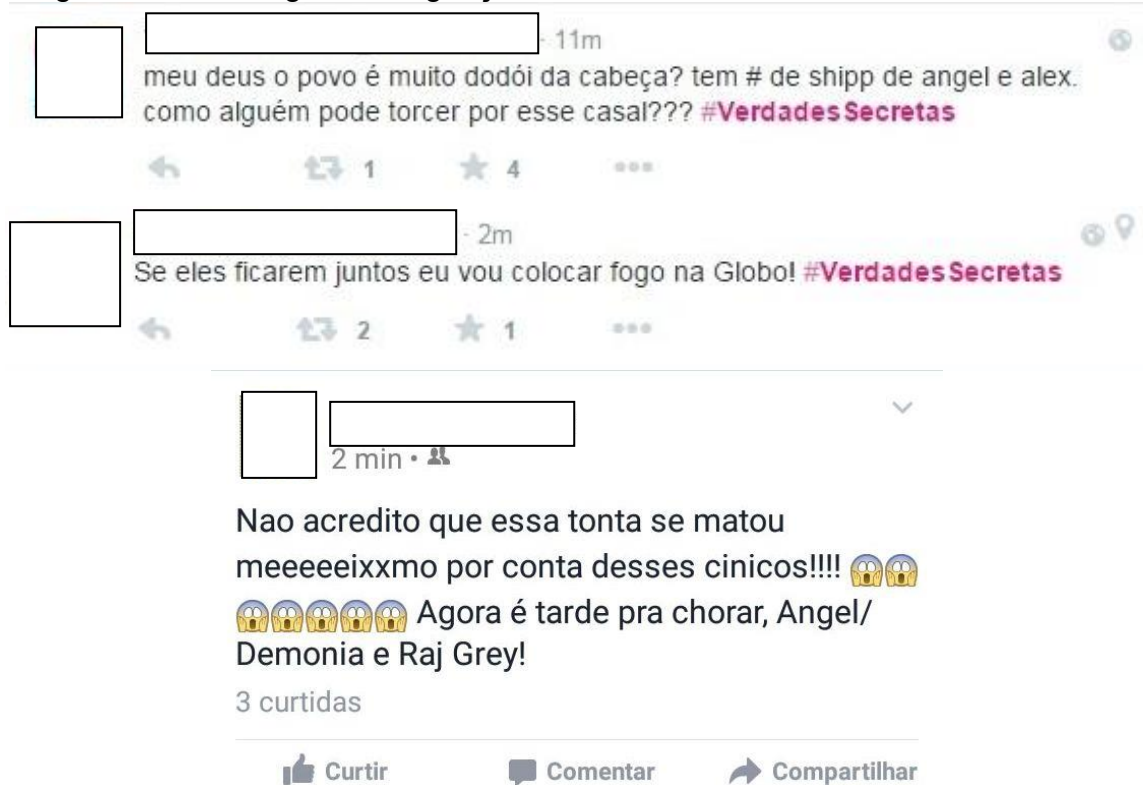 11m
meu deus o povo é muito dodói da cabeça? tem # de shipp de angel e alex.
como alguém pode torcer por esse casal??? #VerdadesSecretas
1 4
- 2m
Se eles ficarem juntos eu vou colocar fogo na Globo! #VerdadesSecretas
2 1
2 min •
Nao acredito que essa tonta se matou
meeeeeixxmo por conta desses cinicos!!!! 😱😱
😱😱😱😱😱 Agora é tarde pra chorar, Angel/
Demonia e Raj Grey!
3 curtidas
Curtir Comentar Compartilhar